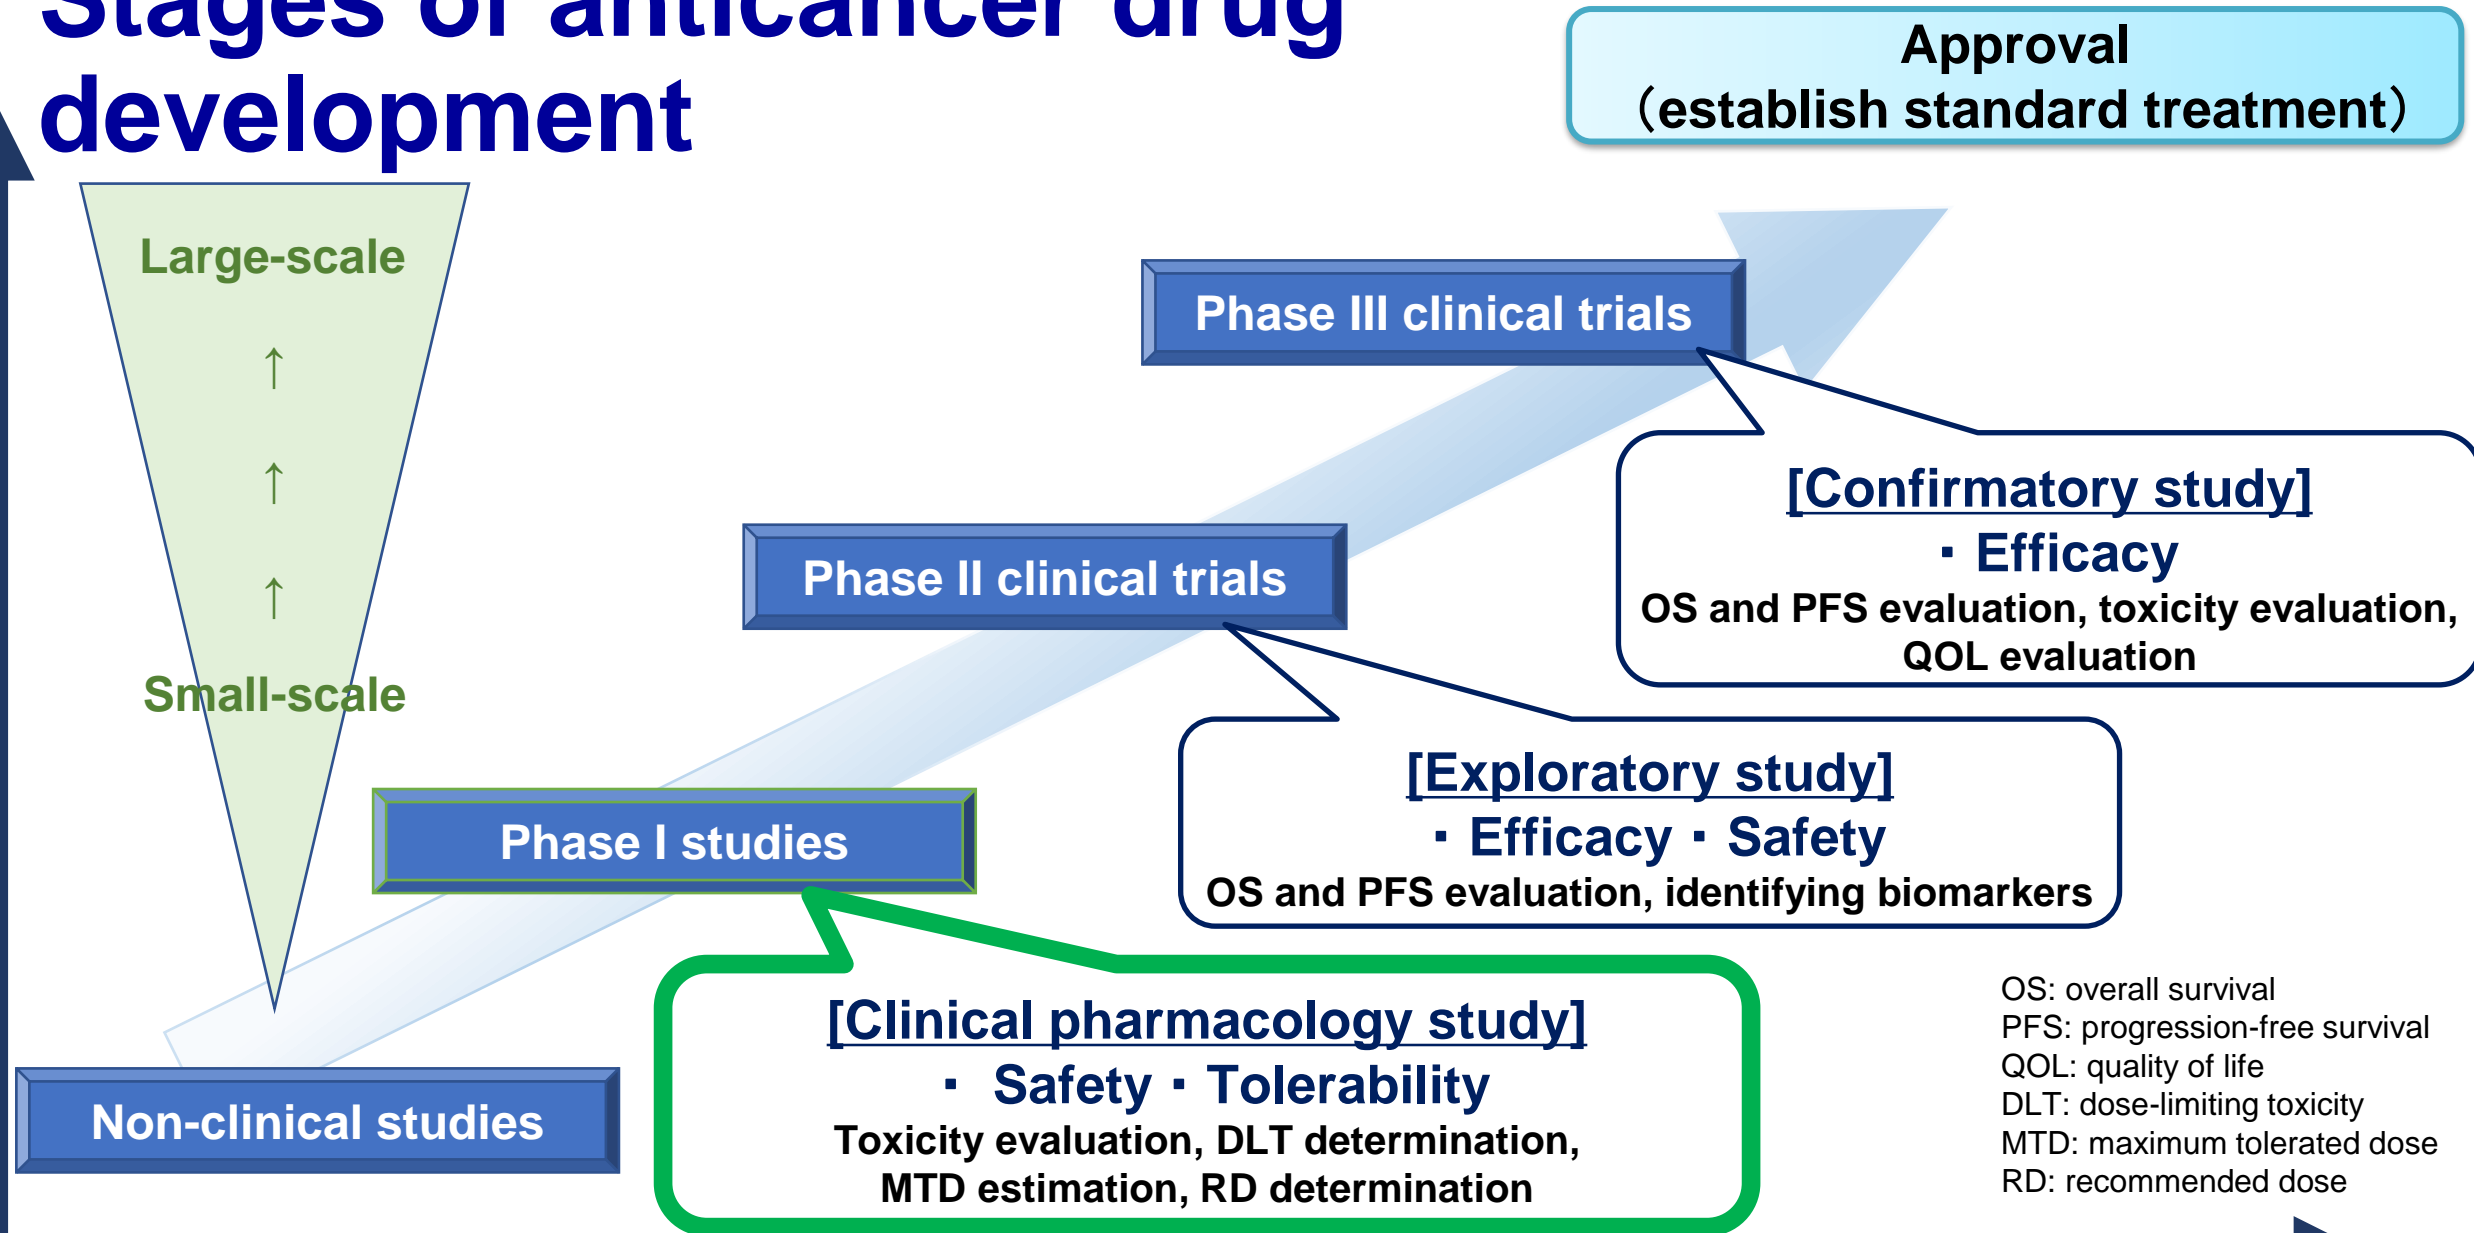 Stages of anticancer drug
development
Approval
（establish standard treatment）
Large-scale
↑
↑
↑
Small-scale
Phase III clinical trials
[Confirmatory study]
・Efficacy
OS and PFS evaluation, toxicity evaluation,
QOL evaluation
Phase II clinical trials
[Exploratory study]
・Efficacy・Safety
OS and PFS evaluation, identifying biomarkers
Phase I studies
[Clinical pharmacology study]
・ Safety・Tolerability
Toxicity evaluation, DLT determination,
MTD estimation, RD determination
Non-clinical studies
OS: overall survival
PFS: progression-free survival
QOL: quality of life
DLT: dose-limiting toxicity
MTD: maximum tolerated dose
RD: recommended dose